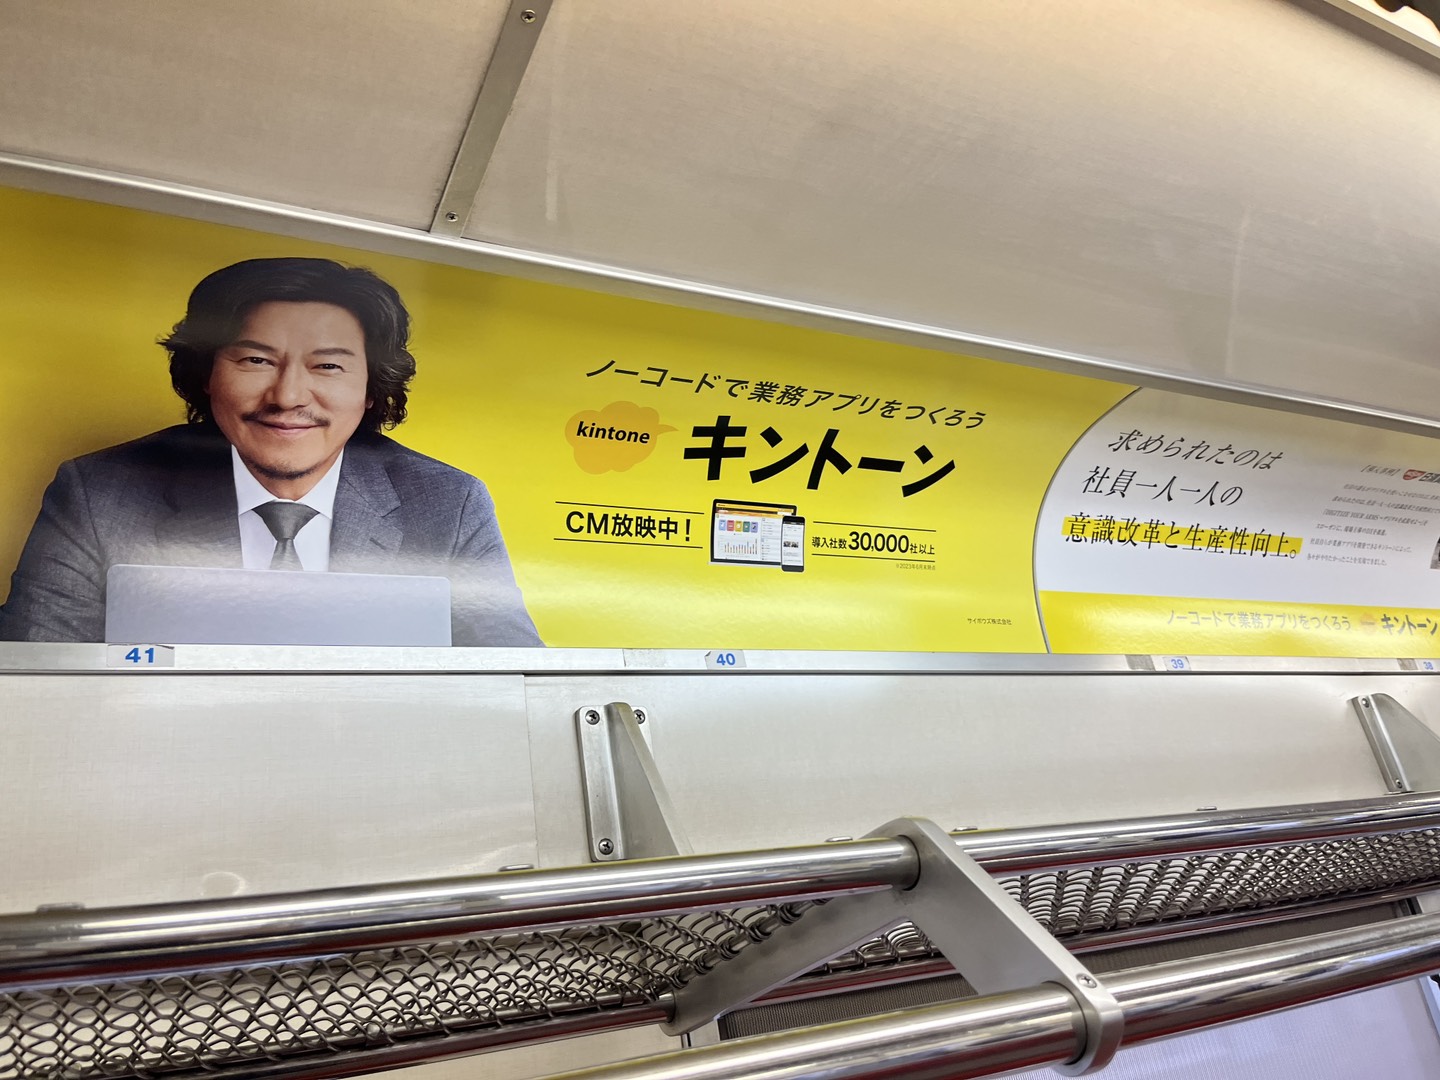 ノーコードで業務アプリをつくろう
kintone
キントーン
CM放映中！
導入社数30,000社以上
サイボウズ株式会社
求められたのは
社員一人一人の
意識改革と生産性向上。
ノーコードで業務アプリをつくろう
キントーン
41
40
39
38